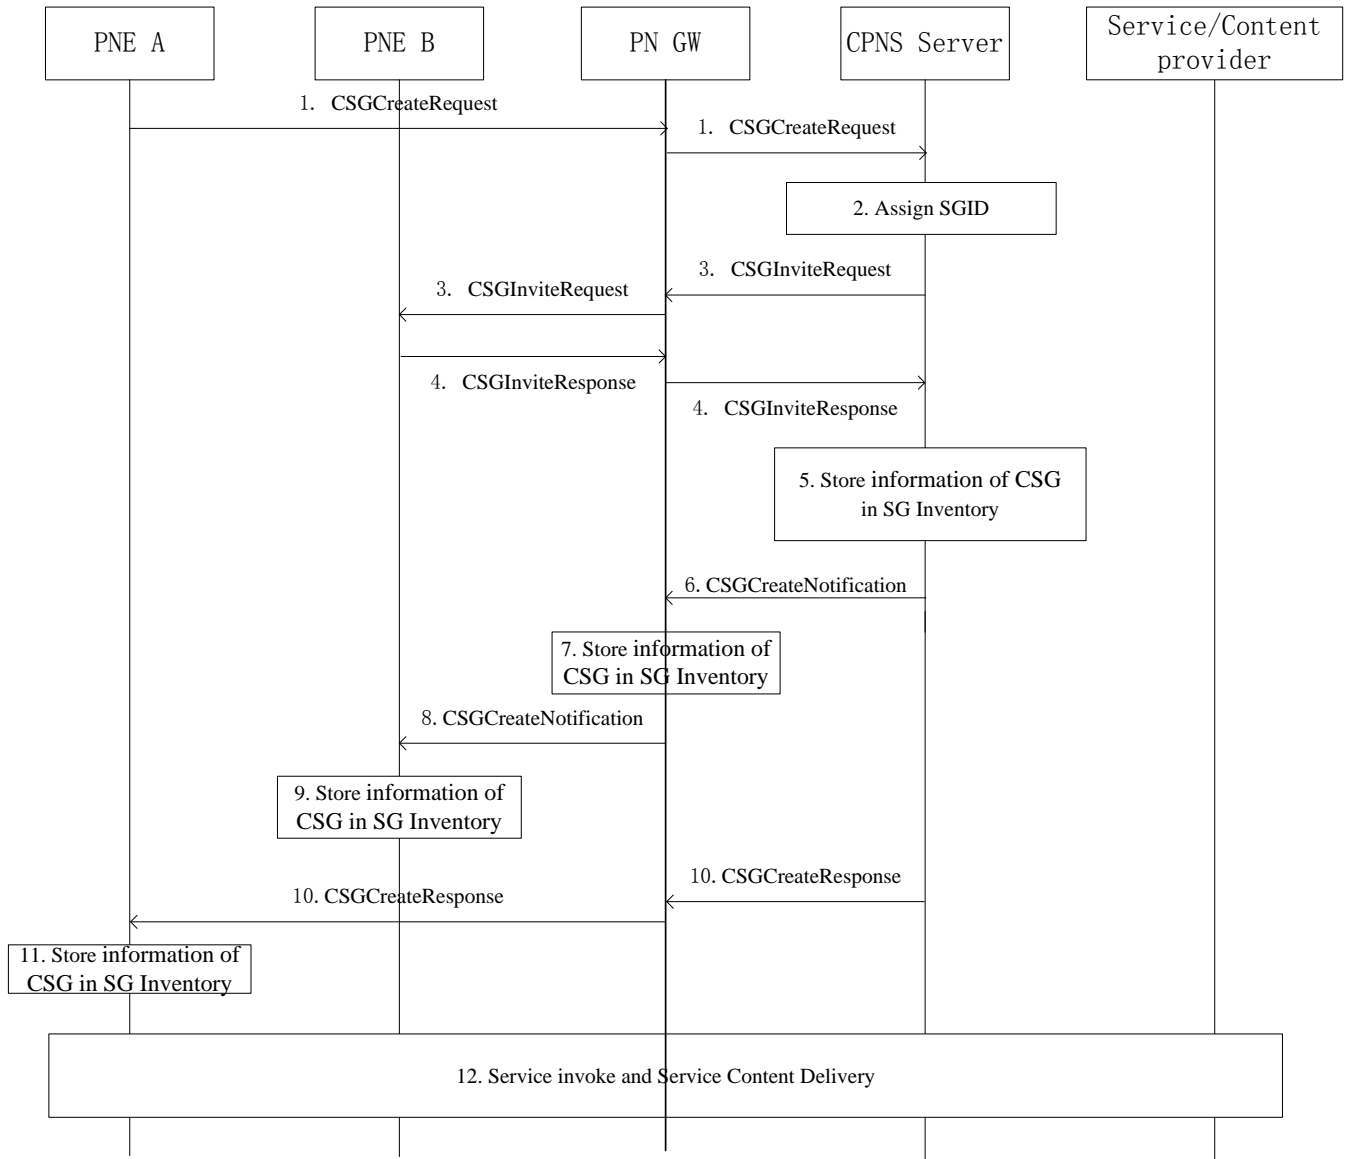 PNE A
PNE B
PN GW
CPNS Server
Service/Content
provider
1. CSGCreateRequest
1. CSGCreateRequest
2. Assign SGID
3. CSGInviteRequest
3. CSGInviteRequest
4. CSGInviteResponse
4. CSGInviteResponse
5. Store information of CSG
in SG Inventory
6. CSGCreateNotification
7. Store information of
CSG in SG Inventory
8. CSGCreateNotification
9. Store information of
CSG in SG Inventory
10. CSGCreateResponse
10. CSGCreateResponse
11. Store information of
CSG in SG Inventory
12. Service invoke and Service Content Delivery